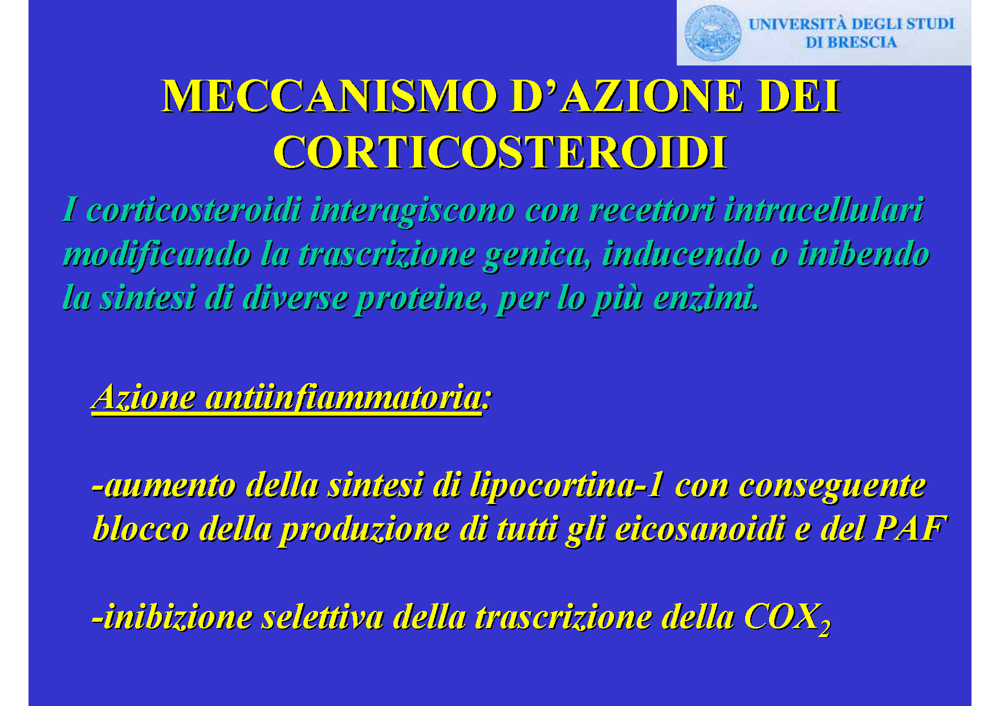 UNIVERSITÀ DEGLI STUDI
DI BRESCIA
MECCANISMO D’AZIONE DEI
CORTICOSTEROIDI
I corticosteroidi interagiscono con recettori intracellulari
modificando la trascrizione genica, inducendo o inibendo
la sintesi di diverse proteine, per lo più enzimi.
Azione antiinfiammatoria:
-aumento della sintesi di lipocortina-1 con conseguente
blocco della produzione di tutti gli eicosanoidi e del PAF
-inibizione selettiva della trascrizione della COX₂